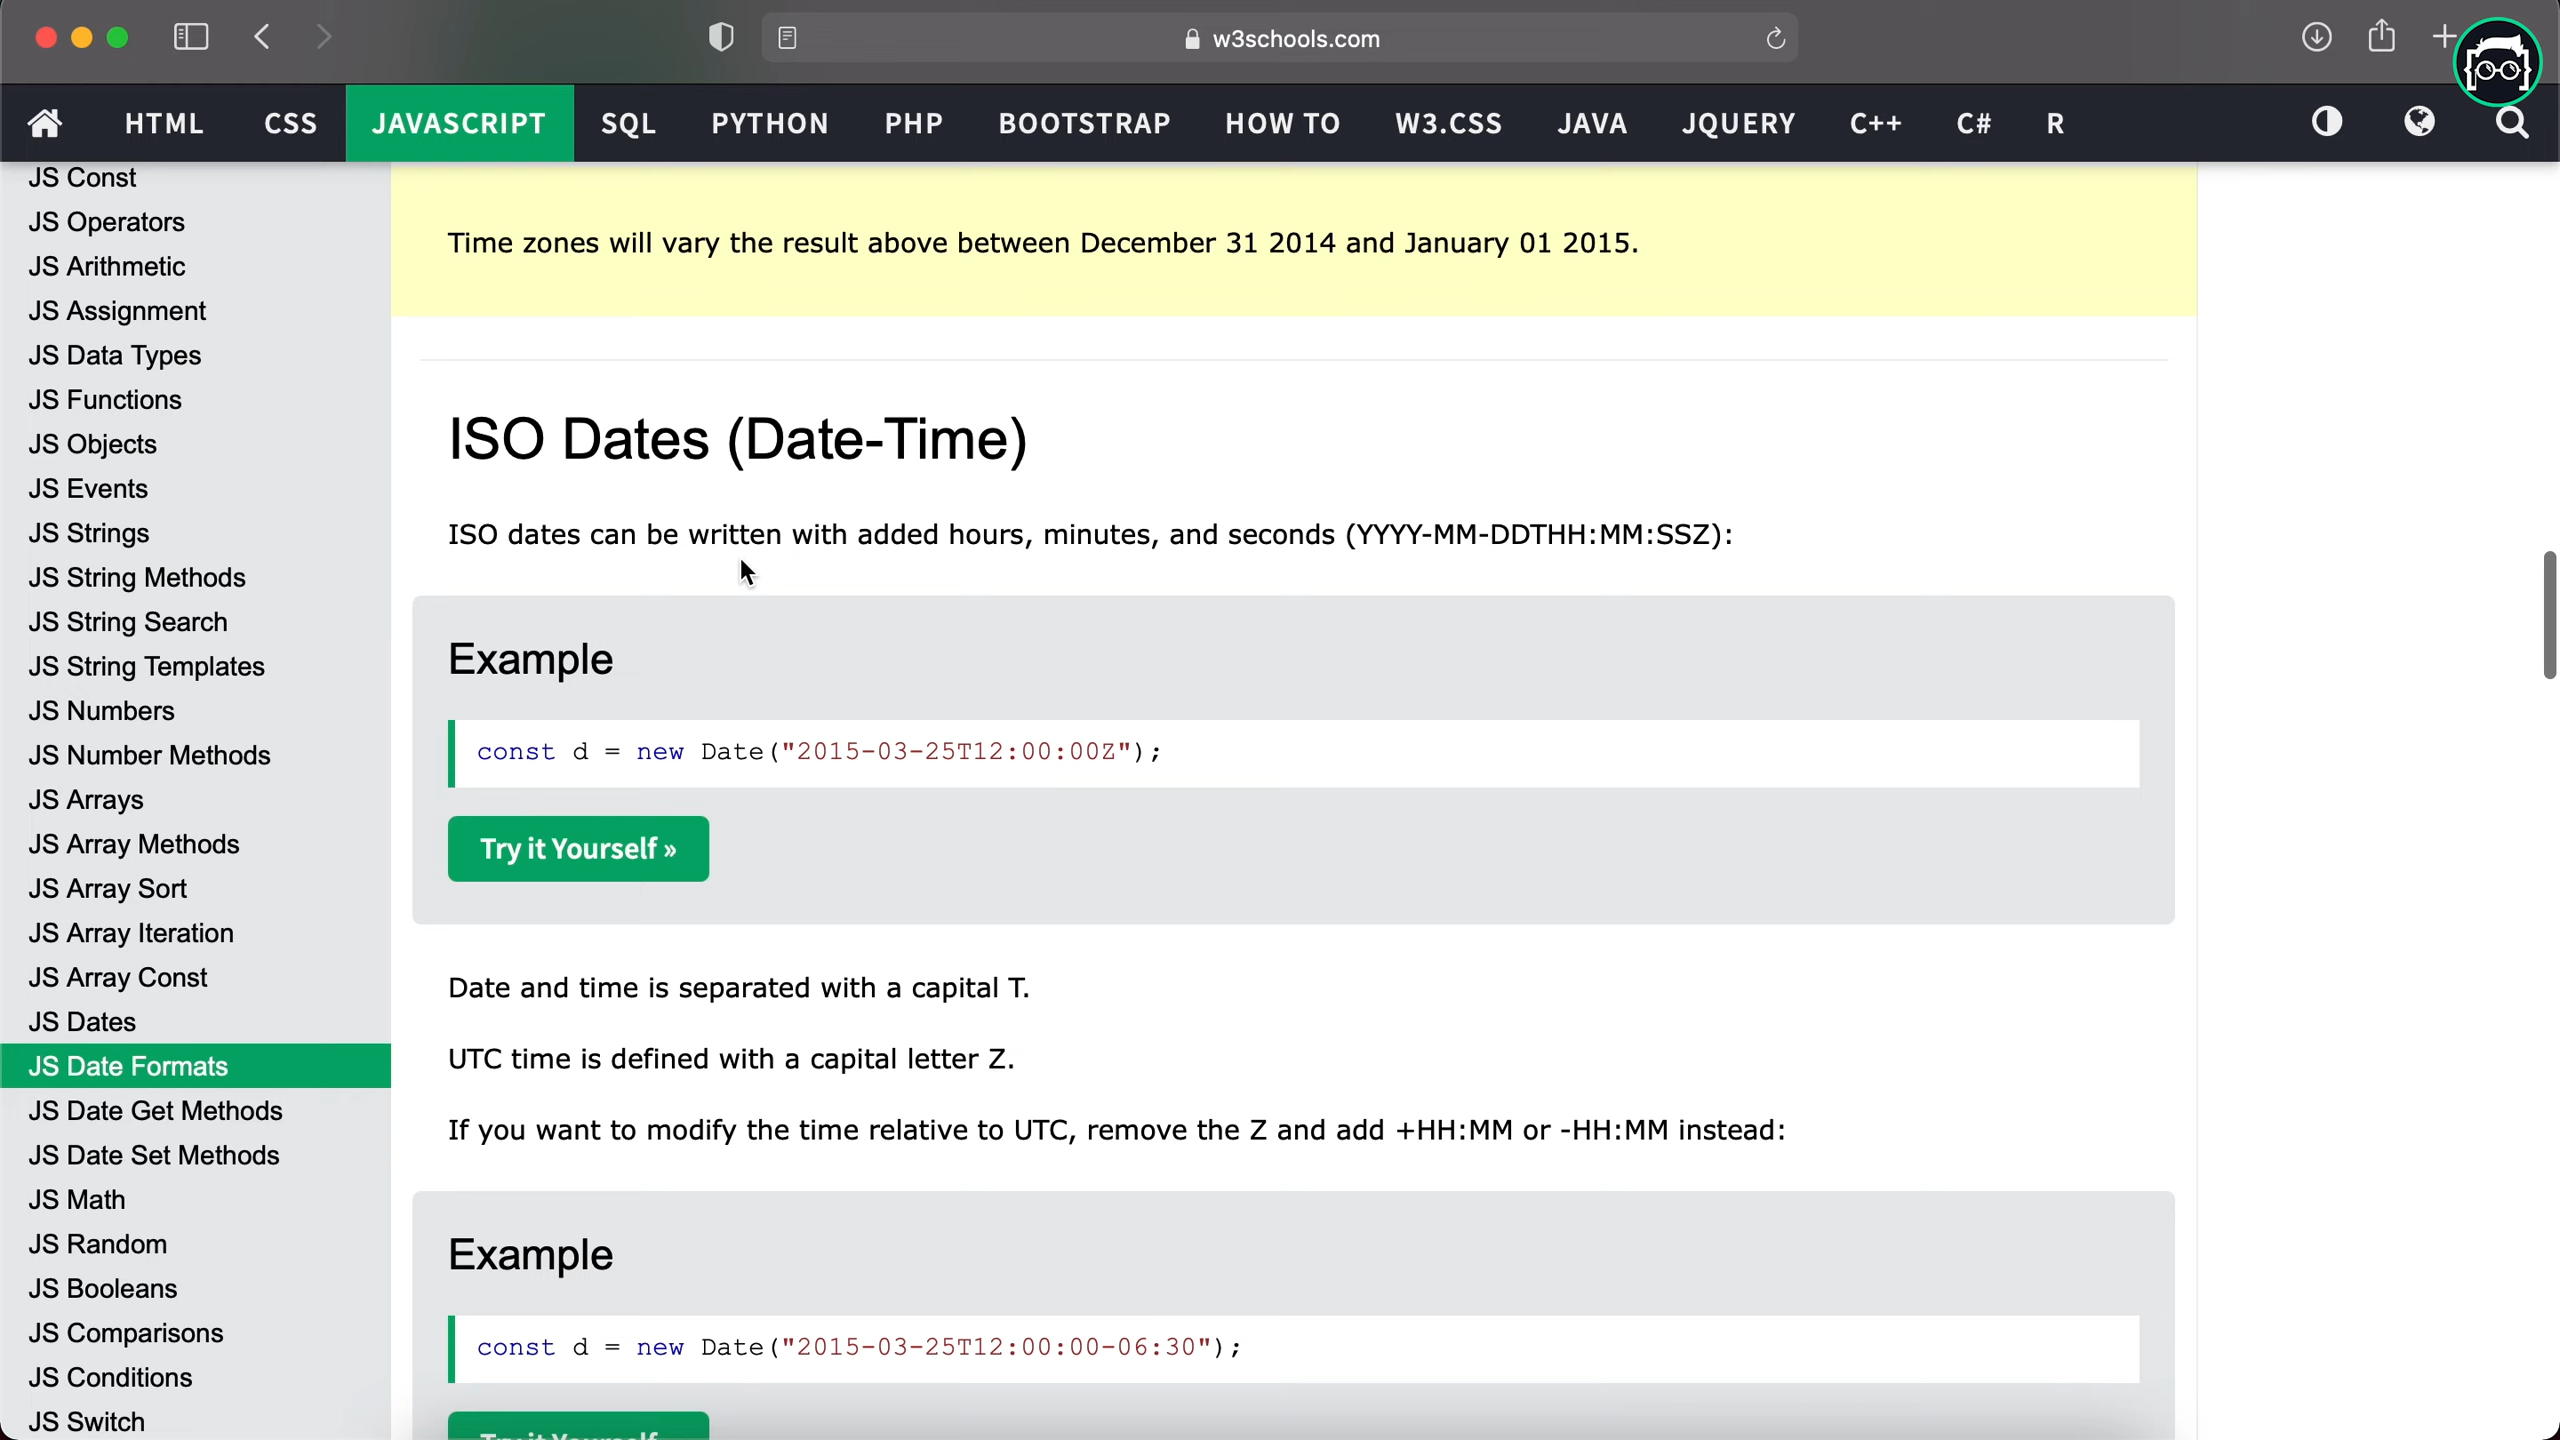 w3schools.com
HTML CSS JAVASCRIPT SQL PYTHON PHP BOOTSTRAP HOW TO W3.CSS JAVA JQUERY C++ C# R
JS Const
JS Operators
JS Arithmetic
JS Assignment
JS Data Types
JS Functions
JS Objects
JS Events
JS Strings
JS String Methods
JS String Search
JS String Templates
JS Numbers
JS Number Methods
JS Arrays
JS Array Methods
JS Array Sort
JS Array Iteration
JS Array Const
JS Dates
JS Date Formats
JS Date Get Methods
JS Date Set Methods
JS Math
JS Random
JS Booleans
JS Comparisons
JS Conditions
JS Switch
Time zones will vary the result above between December 31 2014 and January 01 2015.
ISO Dates (Date-Time)
ISO dates can be written with added hours, minutes, and seconds (YYYY-MM-DDTHH:MM:SSZ):
Example
const d = new Date("2015-03-25T12:00:00Z");
Try it Yourself »
Date and time is separated with a capital T.
UTC time is defined with a capital letter Z.
If you want to modify the time relative to UTC, remove the Z and add +HH:MM or -HH:MM instead:
Example
const d = new Date("2015-03-25T12:00:00-06:30");
Try it Yourself